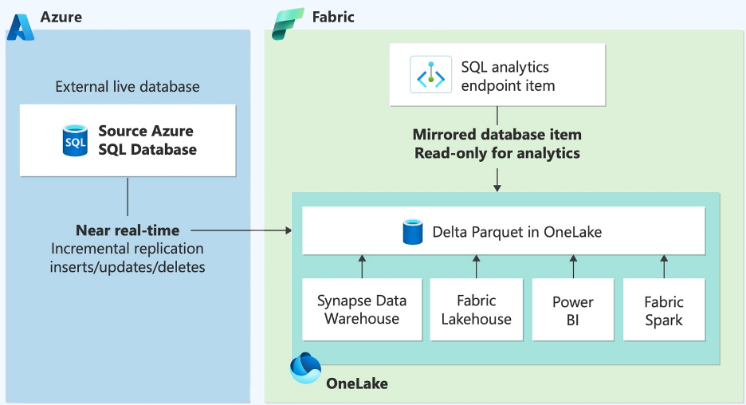 Azure
External live database
SQL
Source Azure
SQL Database
Near real-time
Incremental replication
inserts/updates/deletes
Fabric
SQL analytics
endpoint item
Mirrored database item
Read-only for analytics
Delta Parquet in OneLake
Synapse Data
Warehouse
Fabric
Lakehouse
Power
BI
Fabric
Spark
OneLake